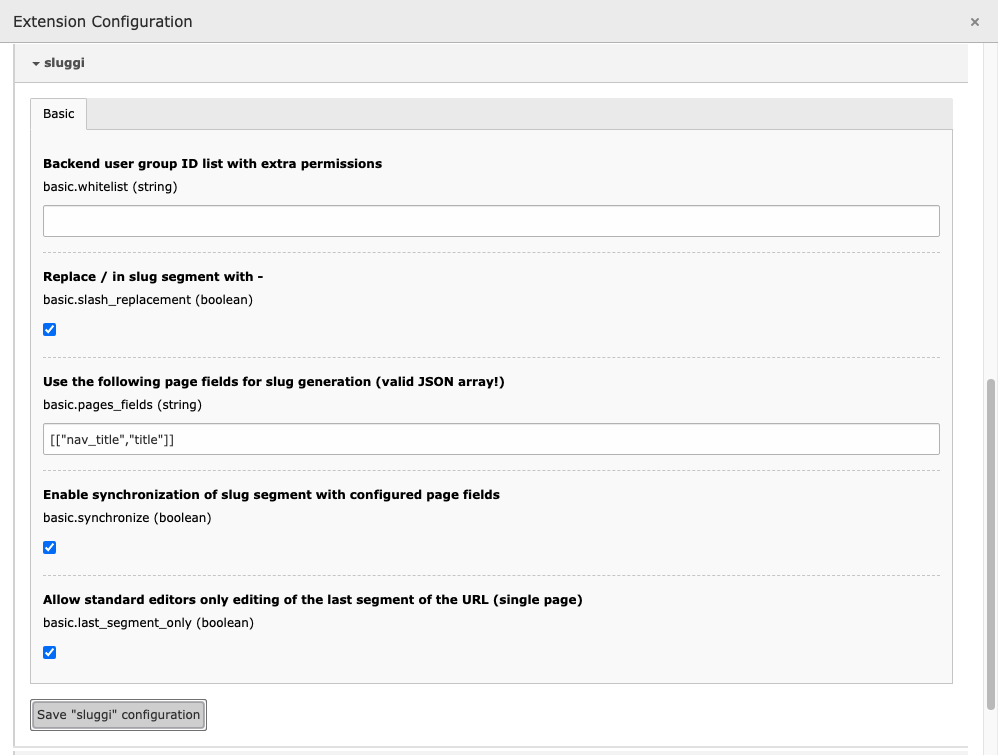 Extension Configuration
×
sluggi
Basic
Backend user group ID list with extra permissions
basic.whitelist (string)
Replace / in slug segment with -
basic.slash_replacement (boolean)
Use the following page fields for slug generation (valid JSON array!)
basic.pages_fields (string)
[["nav_title","title"]]
Enable synchronization of slug segment with configured page fields
basic.synchronize (boolean)
Allow standard editors only editing of the last segment of the URL (single page)
basic.last_segment_only (boolean)
Save "sluggi" configuration